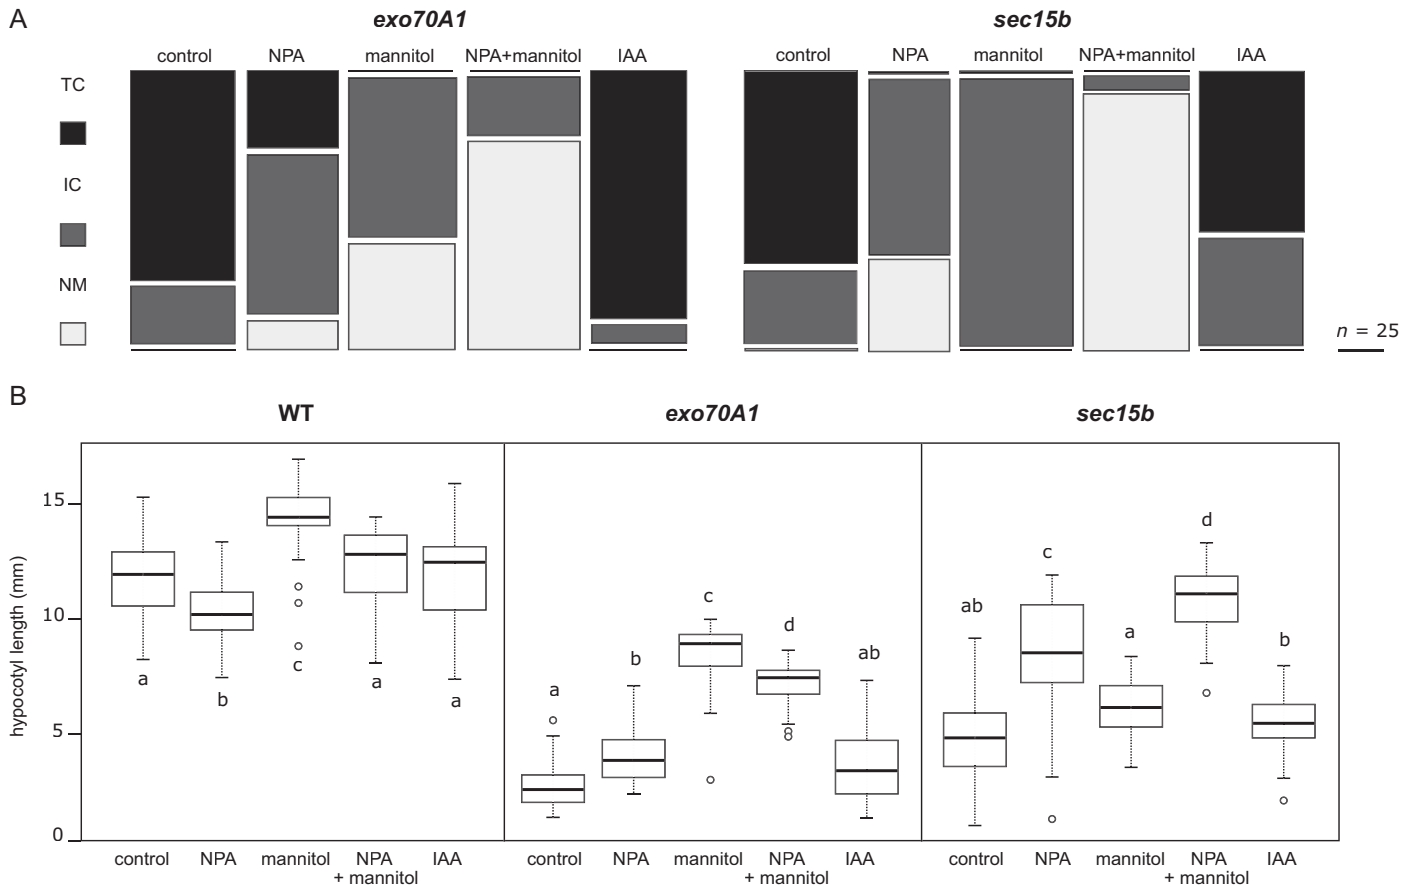 A
exo70A1
sec15b
control NPA mannitol NPA+mannitol IAA
control NPA mannitol NPA+mannitol IAA
TC
IC
NM
n = 25
B
WT
exo70A1
sec15b
hypocotyl length (mm)
15
10
5
0
a b c a a
a b c d ab
ab c a d b
control NPA mannitol NPA + mannitol IAA
control NPA mannitol NPA + mannitol IAA
control NPA mannitol NPA + mannitol IAA